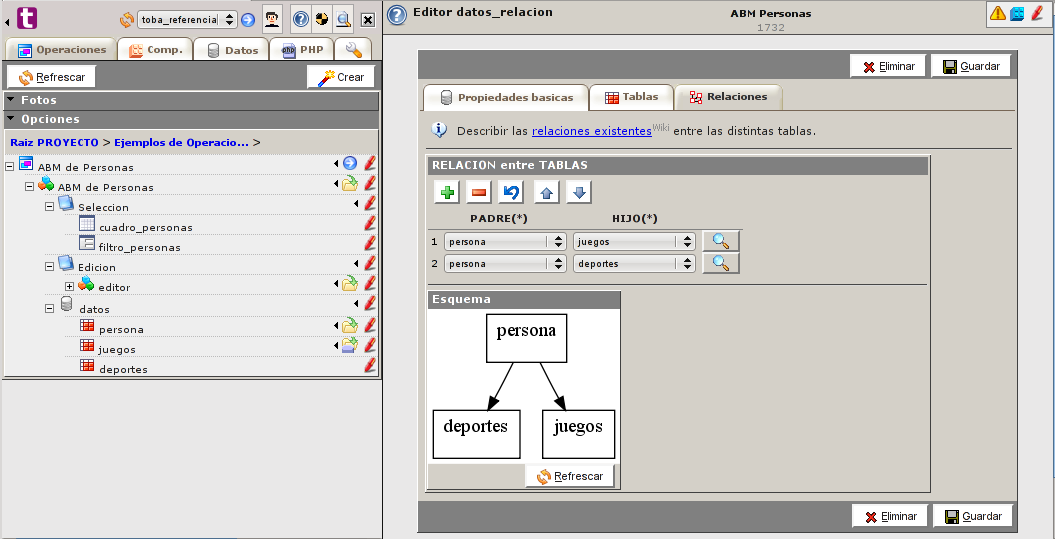 t toba_referencia
Operaciones Comp. Datos PHP
Refrescar Crear
Fotos
Opciones
Raiz PROYECTO > Ejemplos de Operacio... >
ABM de Personas
ABM de Personas
Seleccion
cuadro_personas
filtro_personas
Edicion
editor
datos
persona
juegos
deportes
Editor datos_relacion
ABM Personas
1732
Eliminar Guardar
Propiedades basicas Tablas Relaciones
Describir las relaciones existentesWiki entre las distintas tablas.
RELACION entre TABLAS
PADRE(*) HIJO(*)
1 persona juegos
2 persona deportes
Esquema
persona
deportes juegos
Refrescar
Eliminar Guardar